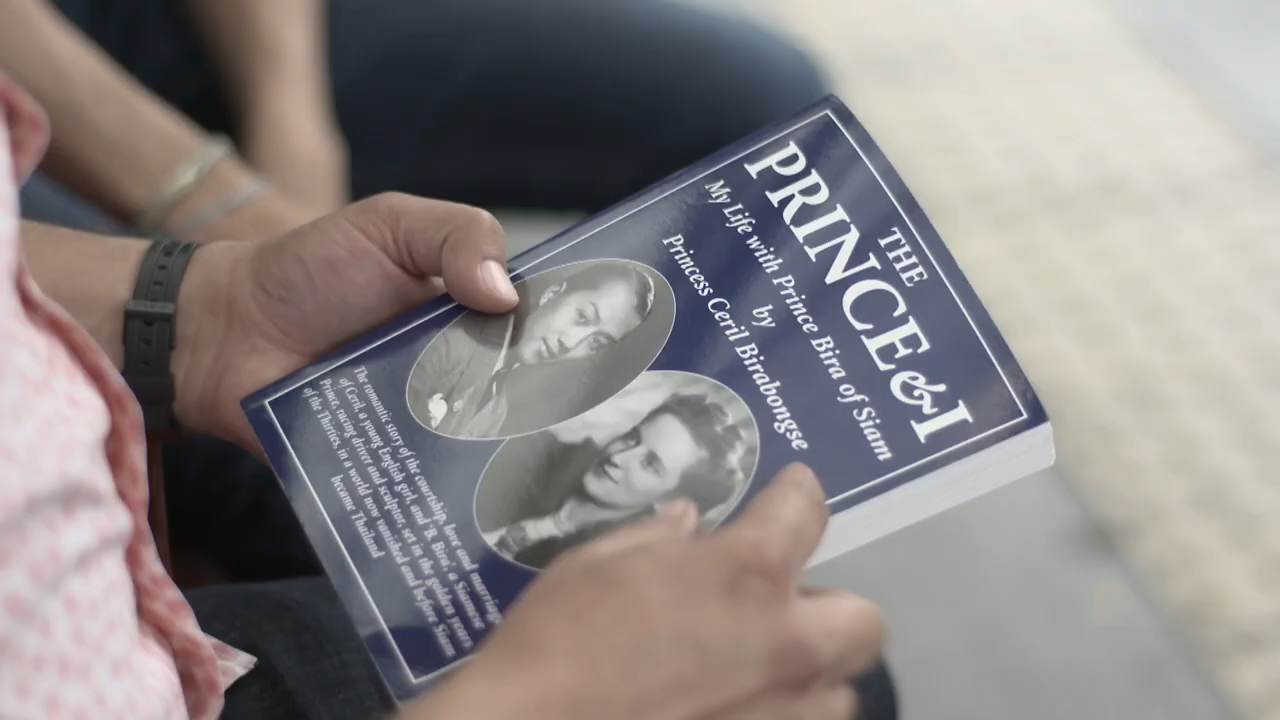 THE
PRINCE & I
My Life with Prince Bira of Siam
by
Princess Ceril Birabongse
The romantic story of the courtship, love and marriage
of Ceril, a young English girl, and 'B. Bira', a Siamese
Prince, racing driver and sculptor, set in the golden years
of the Thirties, in a world now vanished and before Siam
became Thailand